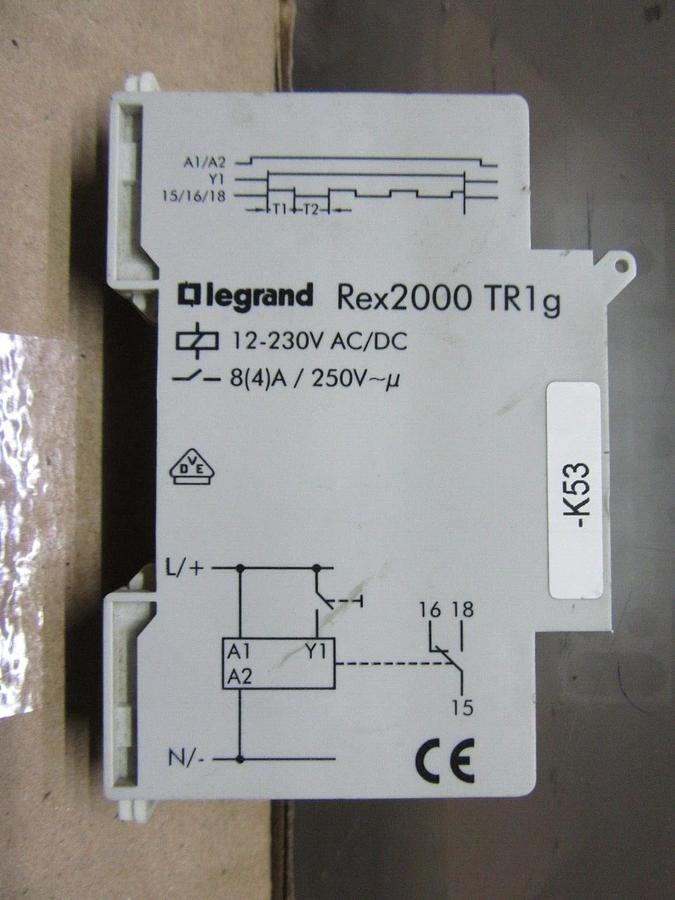 A1/A2
Y1
15/16/18
T1 T2
legrand Rex2000 TR1g
12-230V AC/DC
8(4)A / 250V~µ
DVE
-K53
L/+
16 18
A1 Y1
A2
15
N/-
CE